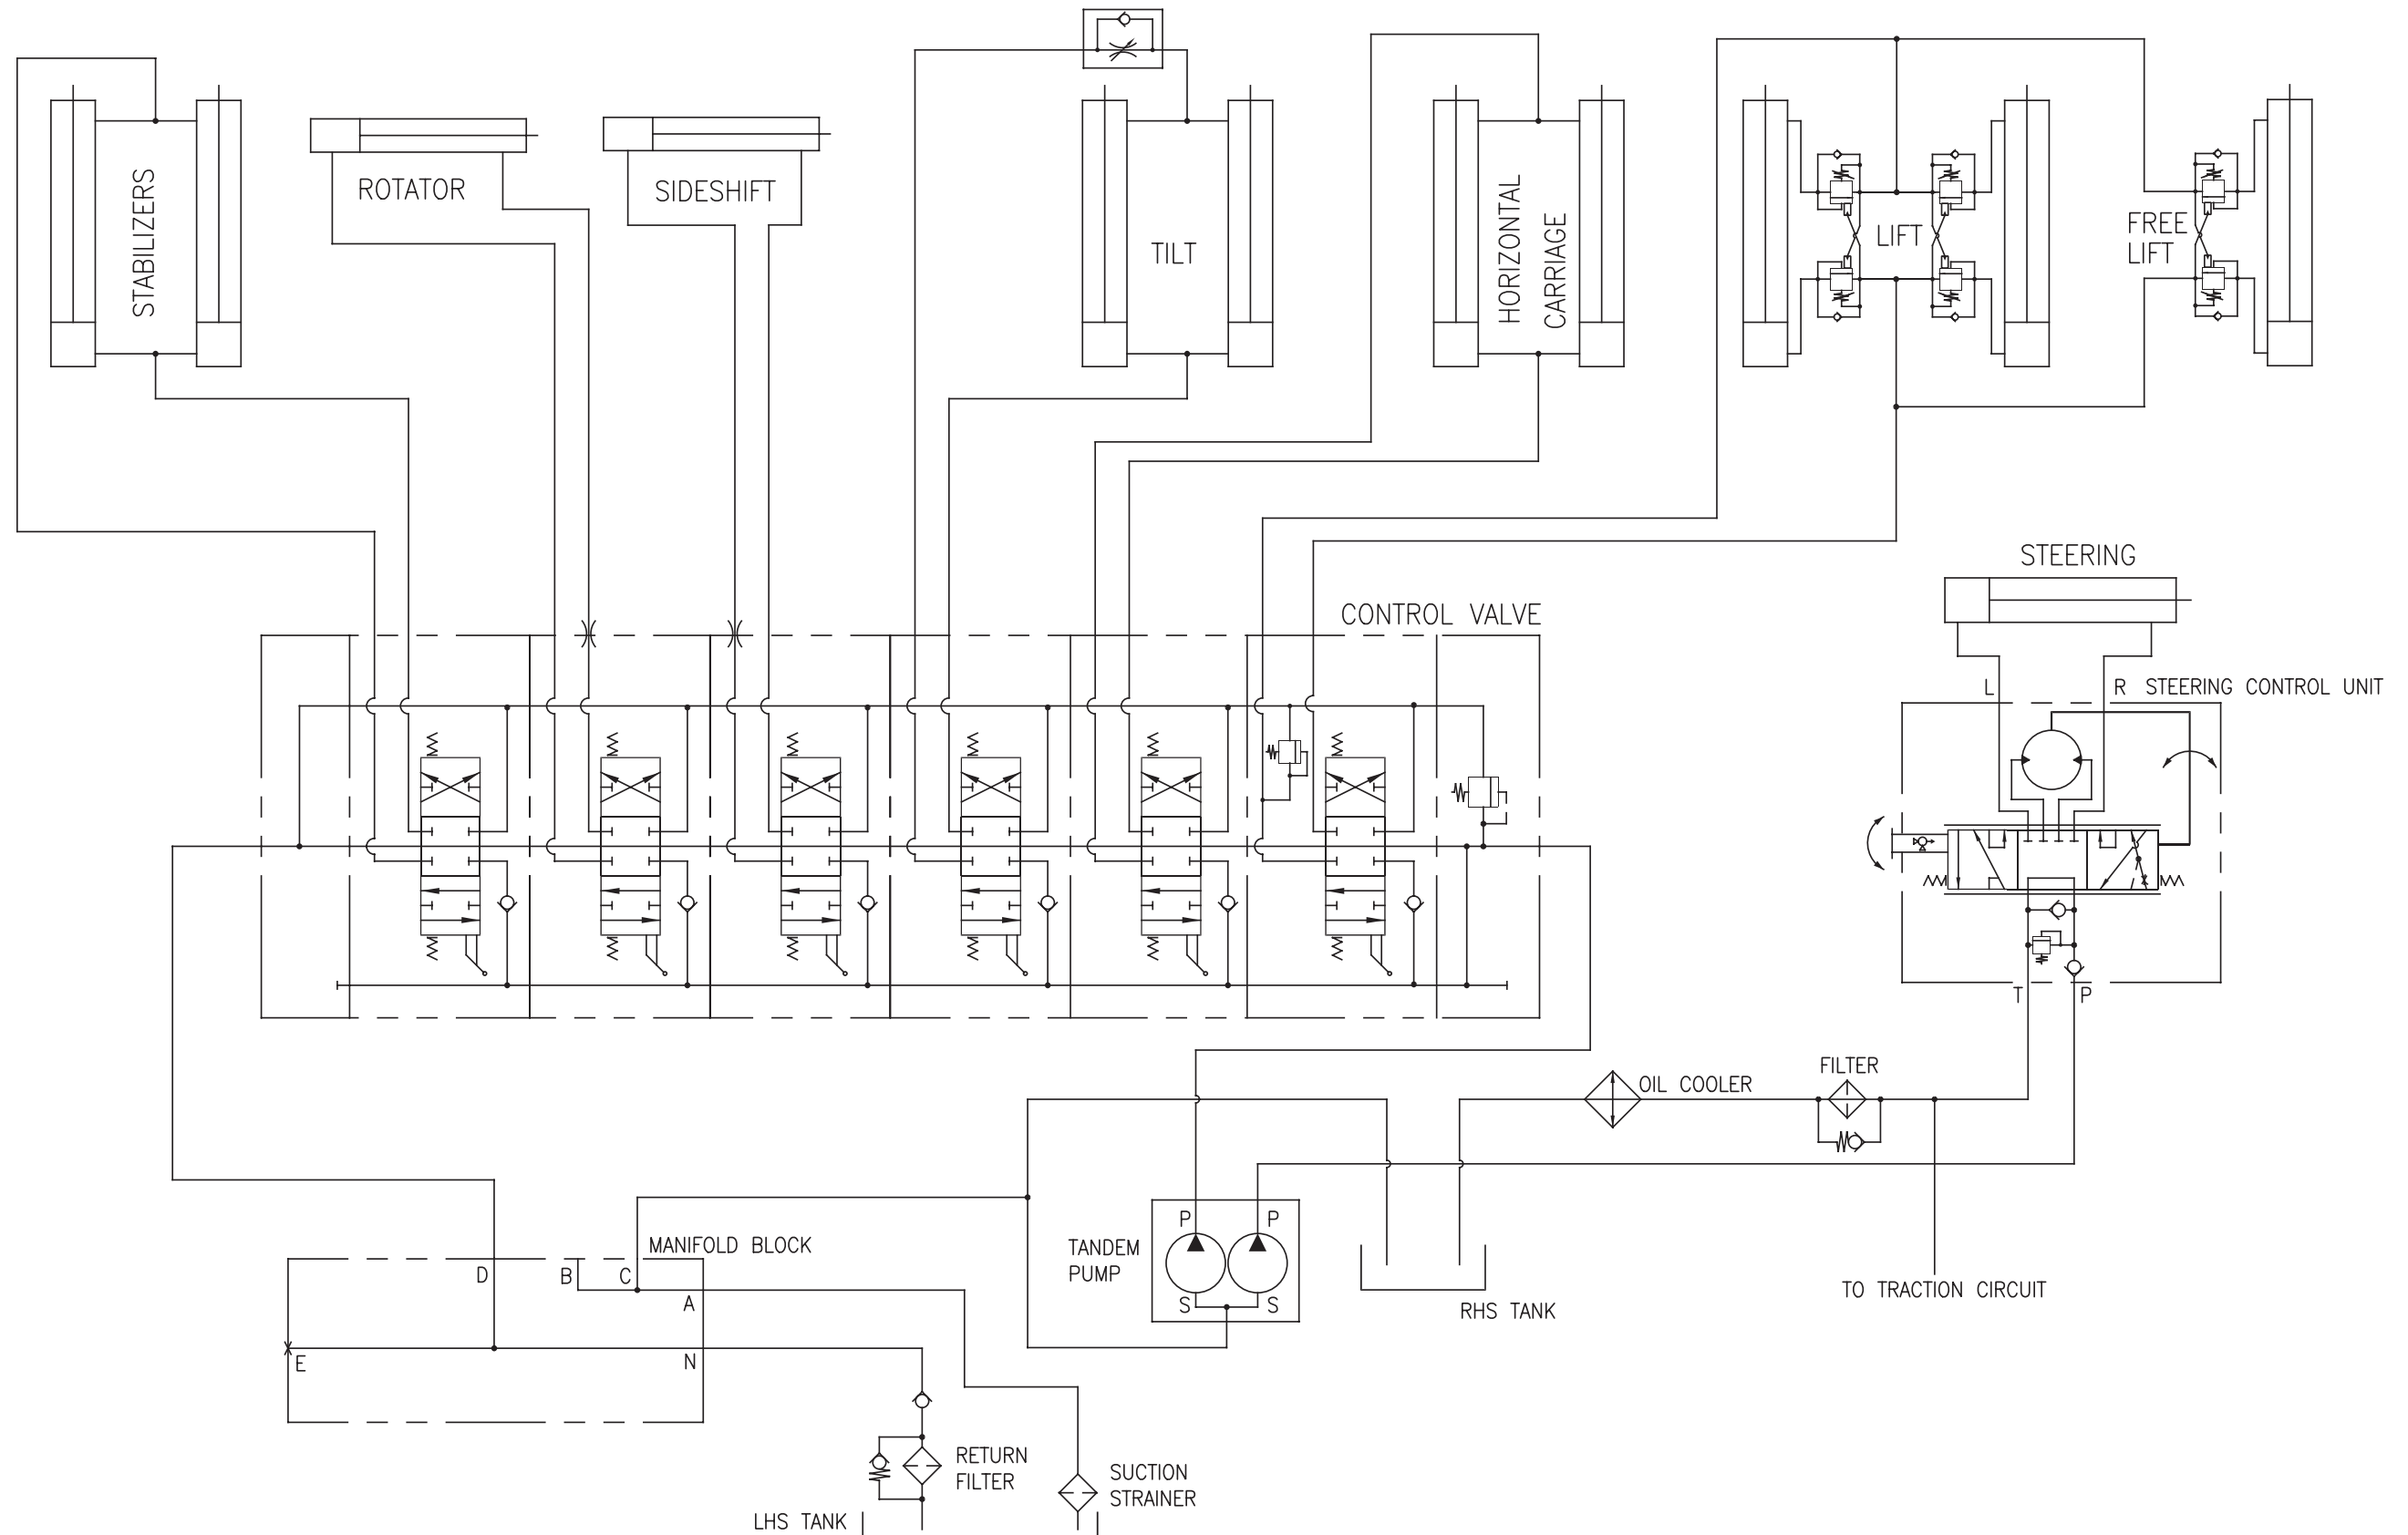 STABILIZERS
ROTATOR
SIDESHIFT
TILT
HORIZONTAL
CARRIAGE
LIFT
FREE
LIFT
STEERING
CONTROL VALVE
L
R
STEERING CONTROL UNIT
T
P
FILTER
OIL COOLER
MANIFOLD BLOCK
D
B
C
A
E
N
TANDEM
PUMP
P
P
S
S
RHS TANK
TO TRACTION CIRCUIT
RETURN
FILTER
SUCTION
STRAINER
LHS TANK